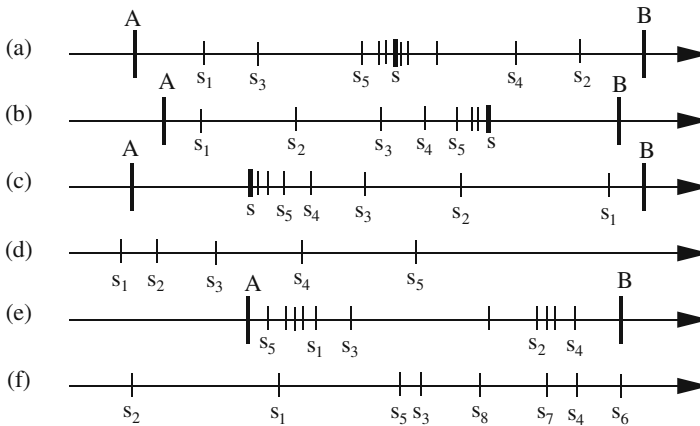 A B
(a)
s1 s3 s5 s s4 s2
A B
(b)
s1 s2 s3 s4 s5 s
A B
(c)
s s5 s4 s3 s2 s1
(d)
s1 s2 s3 s4 s5
A B
(e)
s5 s1 s3 s2 s4
(f)
s2 s1 s5 s3 s8 s7 s4 s6